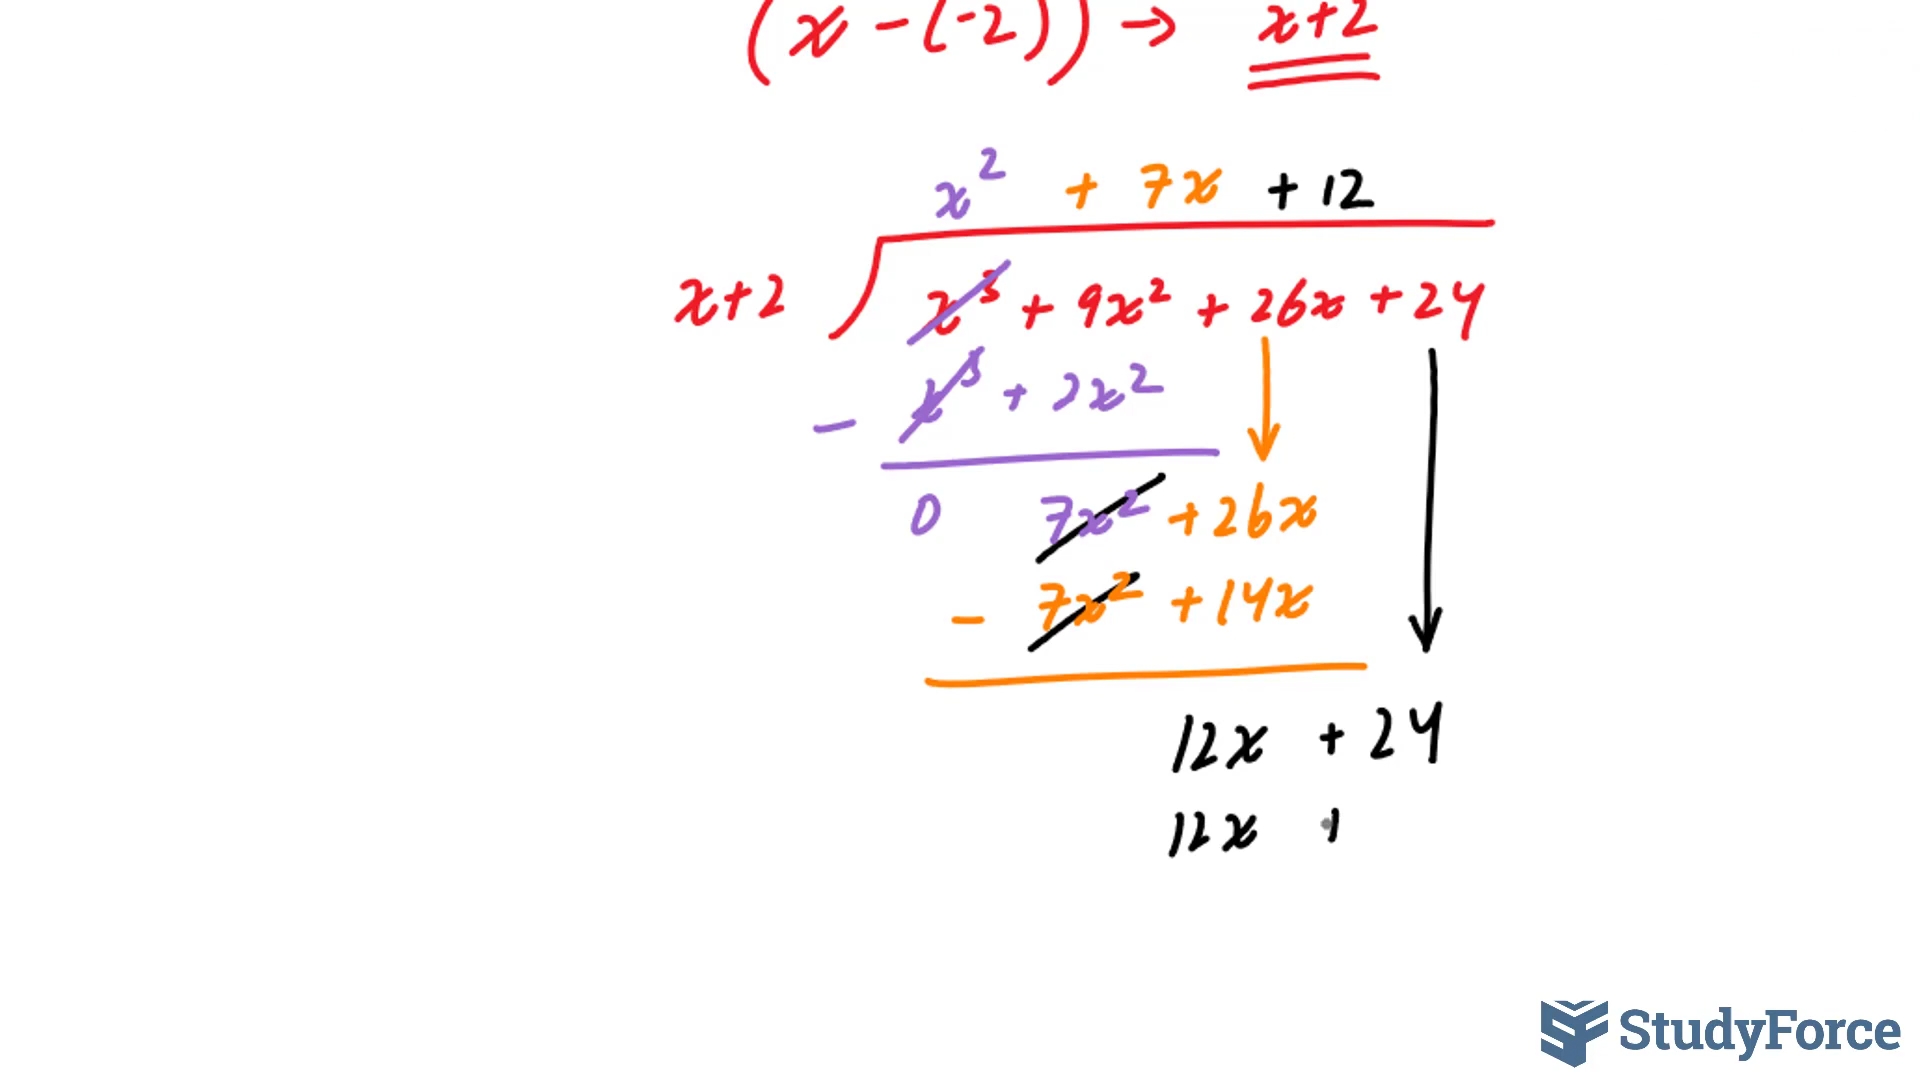 (x - (-2)) → x+2
x² + 7x + 12
x+2 x³ + 9x² + 26x + 24
- x³ + 2x²
0 7x² + 26x
- 7x² + 14x
12x + 24
12x
StudyForce